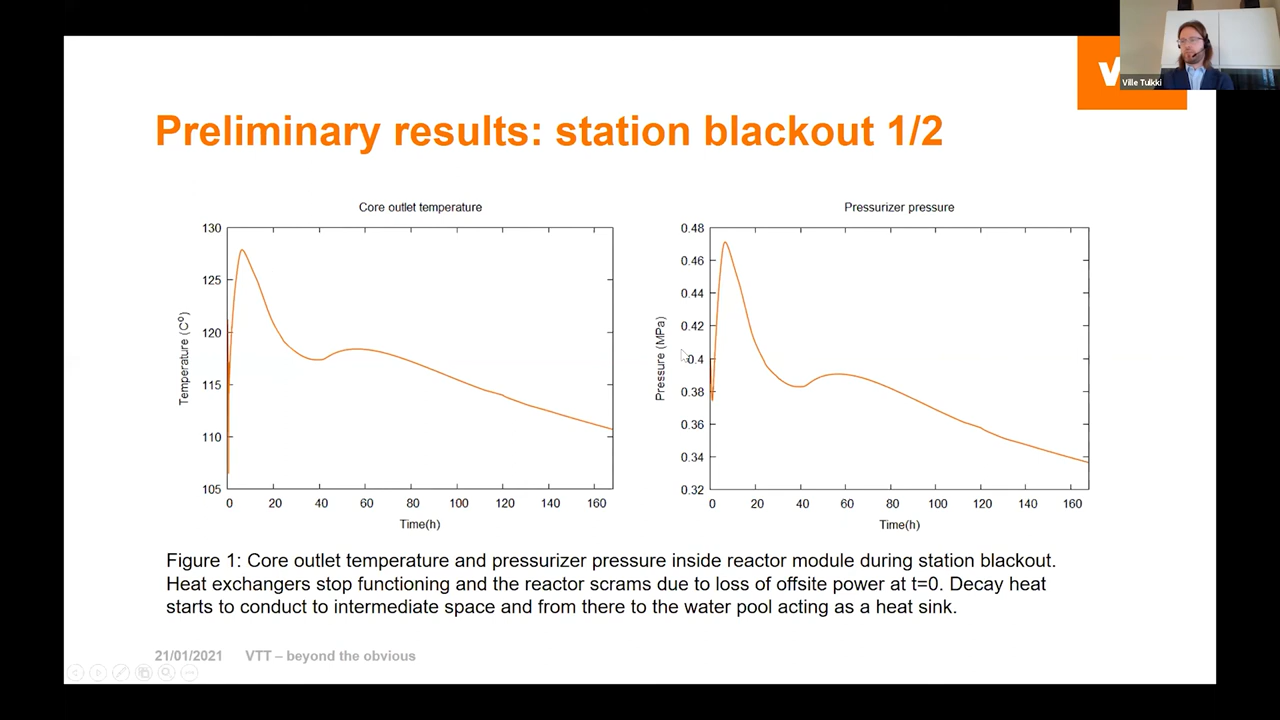 Ville Tulkki
Preliminary results: station blackout 1/2
Core outlet temperature
130
125
120
115
110
105
Temperature (C°)
0 20 40 60 80 100 120 140 160
Time(h)
Pressurizer pressure
0.48
0.46
0.44
0.42
0.4
0.38
0.36
0.34
0.32
Pressure (MPa)
0 20 40 60 80 100 120 140 160
Time(h)
Figure 1: Core outlet temperature and pressurizer pressure inside reactor module during station blackout.
Heat exchangers stop functioning and the reactor scrams due to loss of offsite power at t=0. Decay heat
starts to conduct to intermediate space and from there to the water pool acting as a heat sink.
21/01/2021 VTT – beyond the obvious